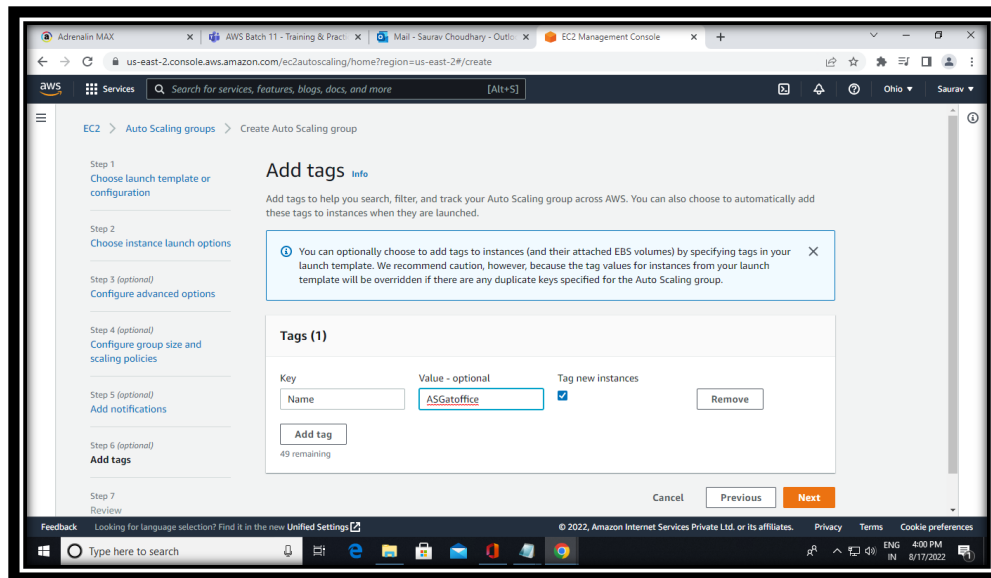 Adrenalin MAX
AWS Batch 11 - Training & Practi
Mail - Saurav Choudhary - Outlo
EC2 Management Console
us-east-2.console.aws.amazon.com/ec2autoscaling/home?region=us-east-2#/create
aws Services Search for services, features, blogs, docs, and more [Alt+S] Ohio Saurav
EC2 > Auto Scaling groups > Create Auto Scaling group
Step 1
Choose launch template or
configuration
Step 2
Choose instance launch options
Step 3 (optional)
Configure advanced options
Step 4 (optional)
Configure group size and
scaling policies
Step 5 (optional)
Add notifications
Step 6 (optional)
Add tags
Step 7
Review
Add tags Info
Add tags to help you search, filter, and track your Auto Scaling group across AWS. You can also choose to automatically add
these tags to instances when they are launched.
You can optionally choose to add tags to instances (and their attached EBS volumes) by specifying tags in your
launch template. We recommend caution, however, because the tag values for instances from your launch
template will be overridden if there are any duplicate keys specified for the Auto Scaling group.
Tags (1)
Key Value - optional Tag new instances
Name ASGatoffice Remove
Add tag
49 remaining
Cancel Previous Next
Feedback Looking for language selection? Find it in the new Unified Settings © 2022, Amazon Internet Services Private Ltd. or its affiliates. Privacy Terms Cookie preferences
Type here to search
ENG 4:00 PM
IN 8/17/2022